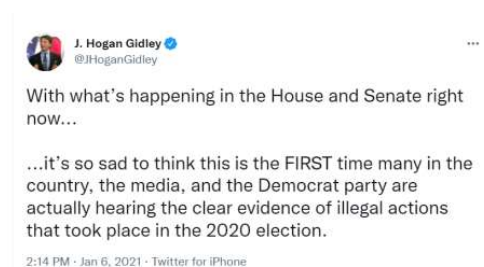 J. Hogan Gidley
@JHoganGidley
With what's happening in the House and Senate right
now...
...it's so sad to think this is the FIRST time many in the
country, the media, and the Democrat party are
actually hearing the clear evidence of illegal actions
that took place in the 2020 election.
2:14 PM · Jan 6, 2021 · Twitter for iPhone